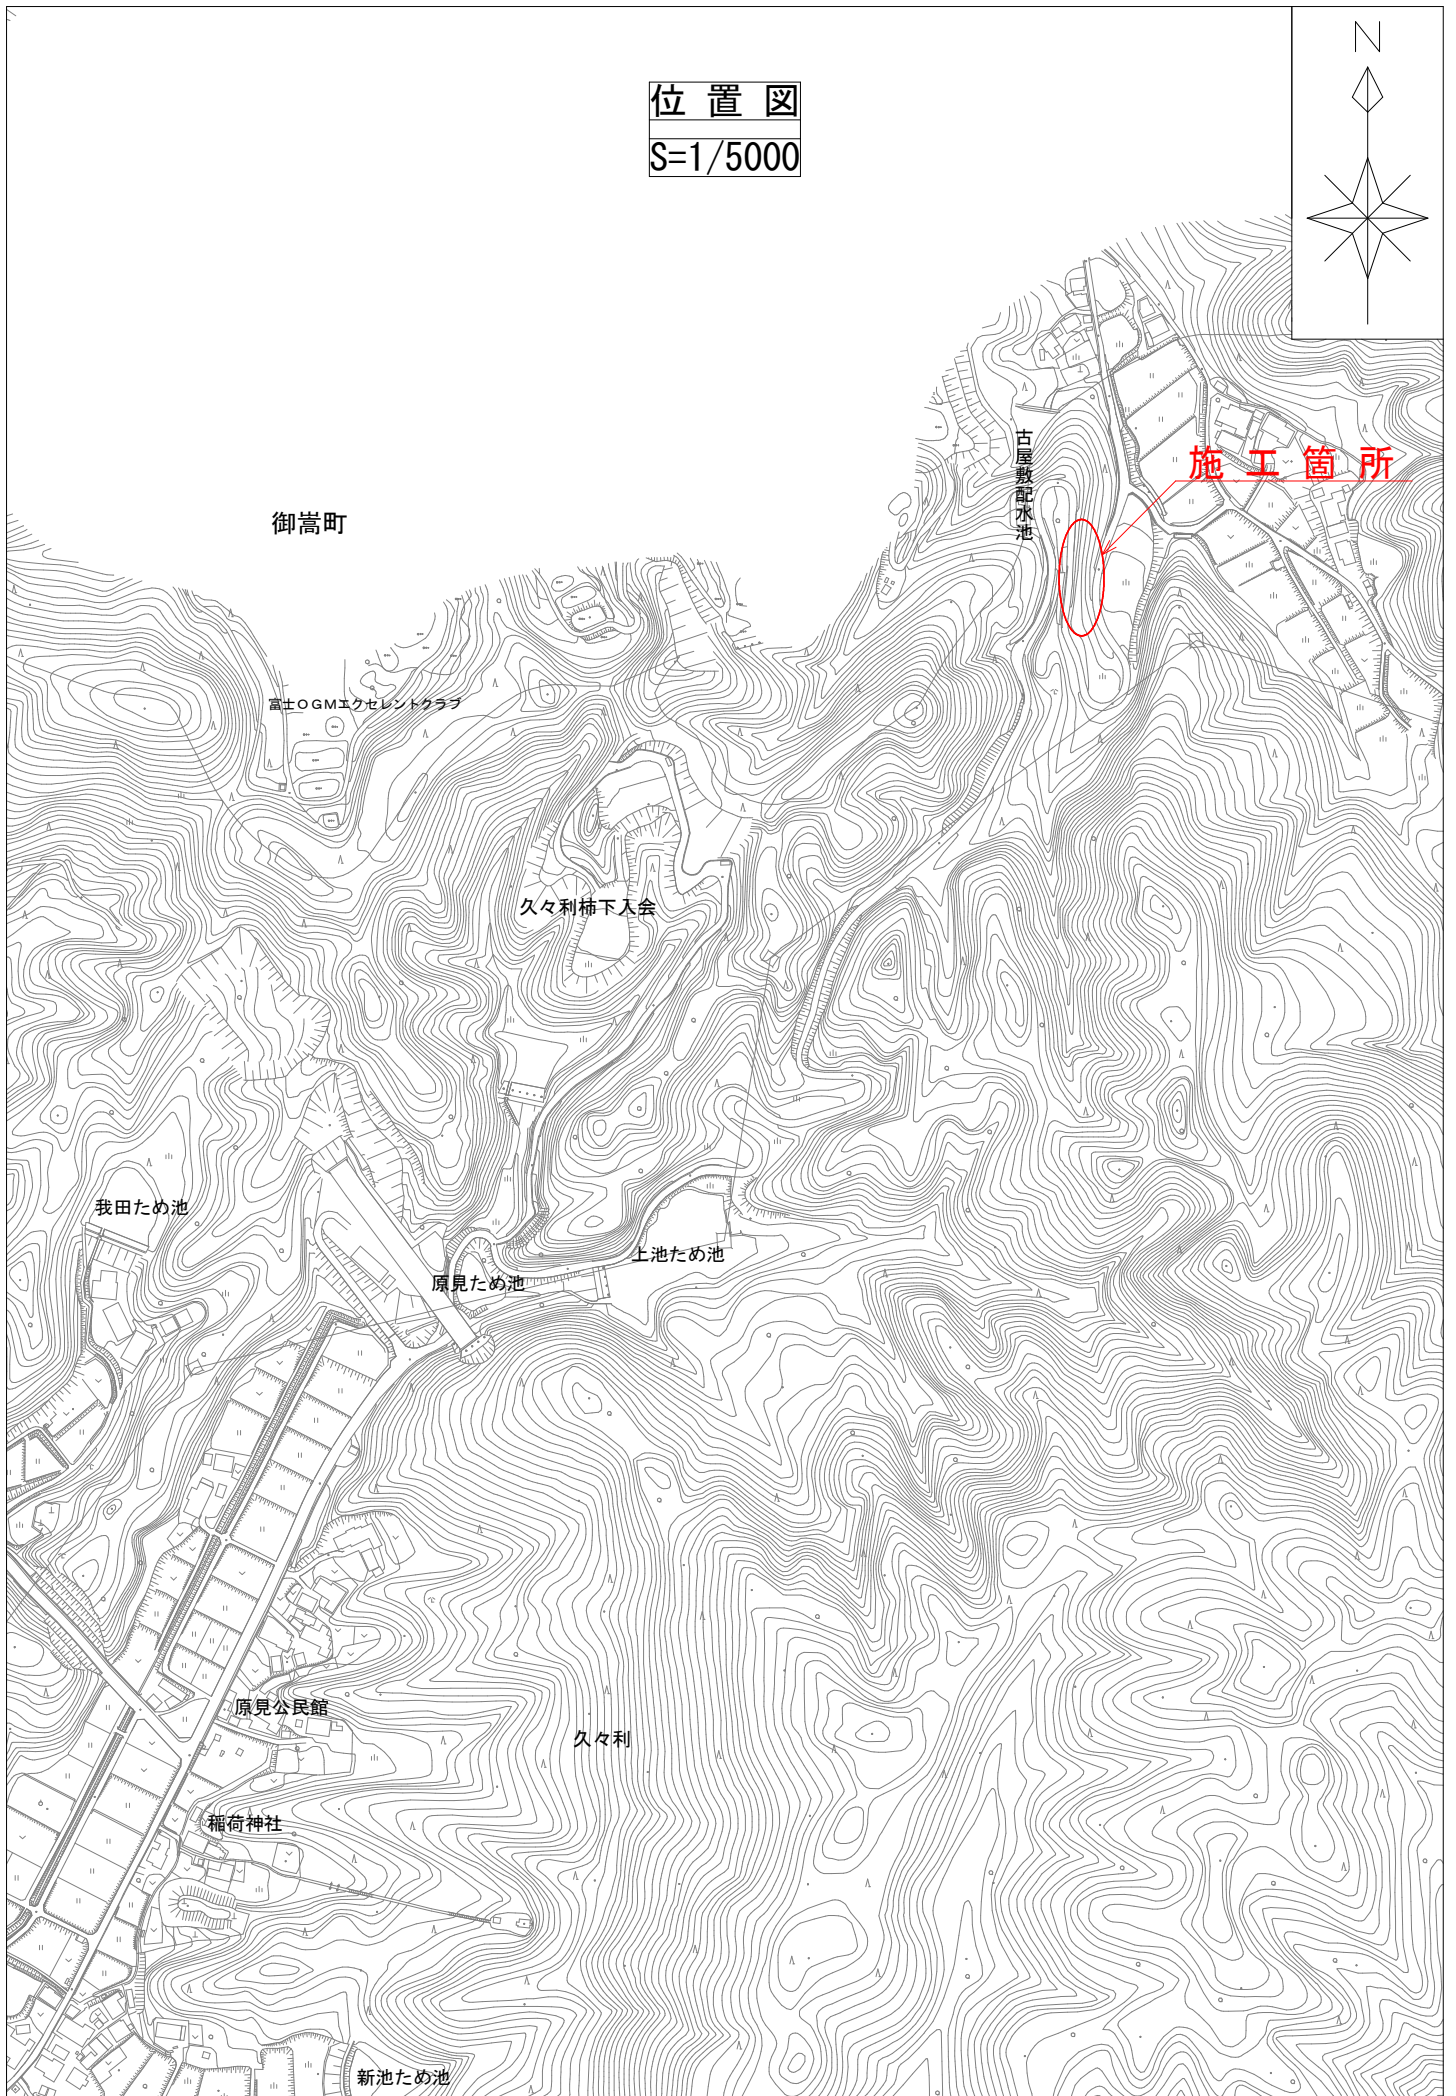 N
位置図
S=1/5000
古屋敷配水池
施工箇所
御嵩町
富士OGMエクセレントクラブ
久々利柿下入会
我田ため池
上池ため池
原見ため池
原見公民館
久々利
稲荷神社
新池ため池